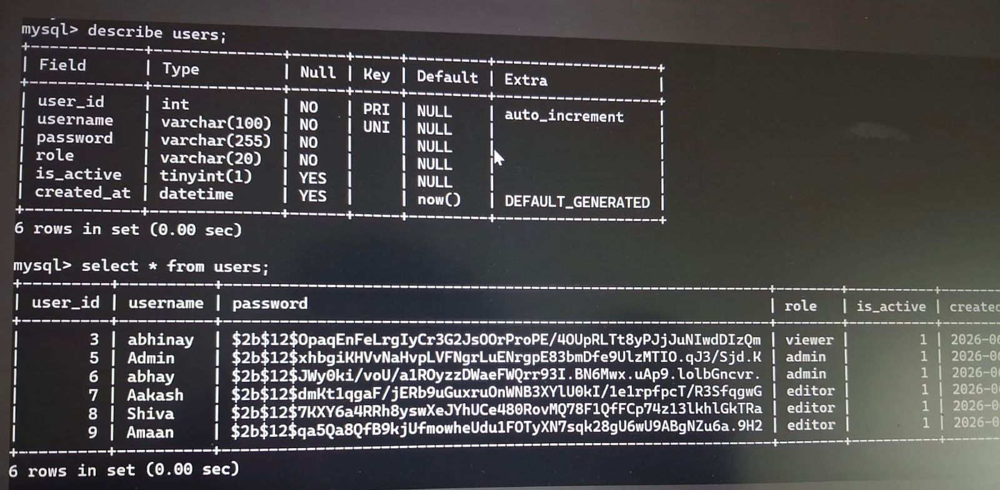 mysql> describe users;
| Field | Type | Null | Key | Default | Extra |
| user_id | int | NO | PRI | NULL | auto_increment |
| username | varchar(100) | NO | UNI | NULL | |
| password | varchar(255) | NO | | NULL | |
| role | varchar(20) | NO | | NULL | |
| is_active | tinyint(1) | YES | | NULL | |
| created_at | datetime | YES | | now() | DEFAULT_GENERATED |
6 rows in set (0.00 sec)
mysql> select * from users;
| user_id | username | password | role | is_active | created
| 3 | abhinay | $2b$12$OpaqEnFeLrgIyCr3G2JsOOrProPE/4OUpRLTt8yPJjJuNIwdDIzQm | viewer | 1 | 2026-0
| 5 | Admin | $2b$12$xhbgiKHVvNaHvpLVFNgrLuENrgpE83bmDfe9UlzMTIO.qJ3/Sjd.K | admin | 1 | 2026-0
| 6 | abhay | $2b$12$JWy0ki/voU/a1ROyzzDWaeFWQrr93I.BN6Mwx.uAp9.lolbGncvr. | admin | 1 | 2026-0
| 7 | Aakash | $2b$12$dmKt1qgaF/jERb9uGuxruOnWNB3XYlU0kI/1e1rpfpcT/R3SfqgwG | editor | 1 | 2026-0
| 8 | Shiva | $2b$12$7KXY6a4RRh8yswXeJYhUCe480RovMQ78F1QfFCp74z13lkhlGkTRa | editor | 1 | 2026-0
| 9 | Amaan | $2b$12$qa5Qa8QfB9kjUfmowheUdu1FOTyXN7sqk28gU6wU9ABgNZu6a.9H2 | editor | 1 | 2026-0
6 rows in set (0.00 sec)